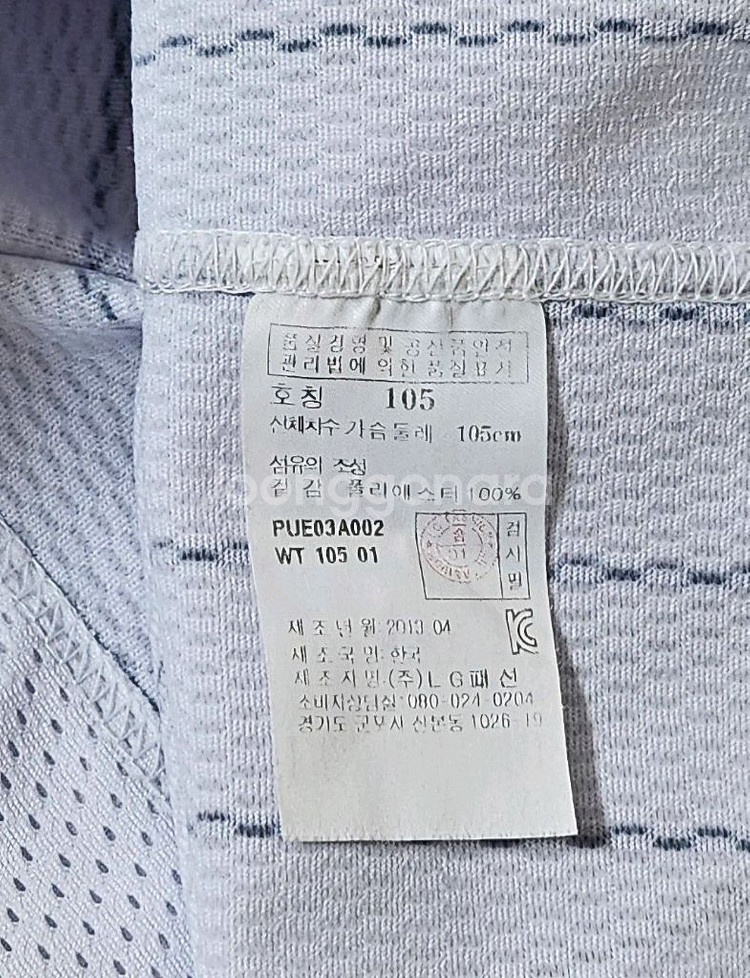 품질경영 및 공산품안전
관리법에 의한 품질표시
호칭 105
신체치수 가슴둘레 105cm
섬유의 조성
겉 감 폴리에스터 100%
PUE03A002
WT 105 01
검
사
필
제 조 년 월: 2013 04
제 조 국 명: 한국
제 조 자 명: (주) L G 패 션
소비자상담실: 080-024-0204
경기도 군포시 산본동 1026-19